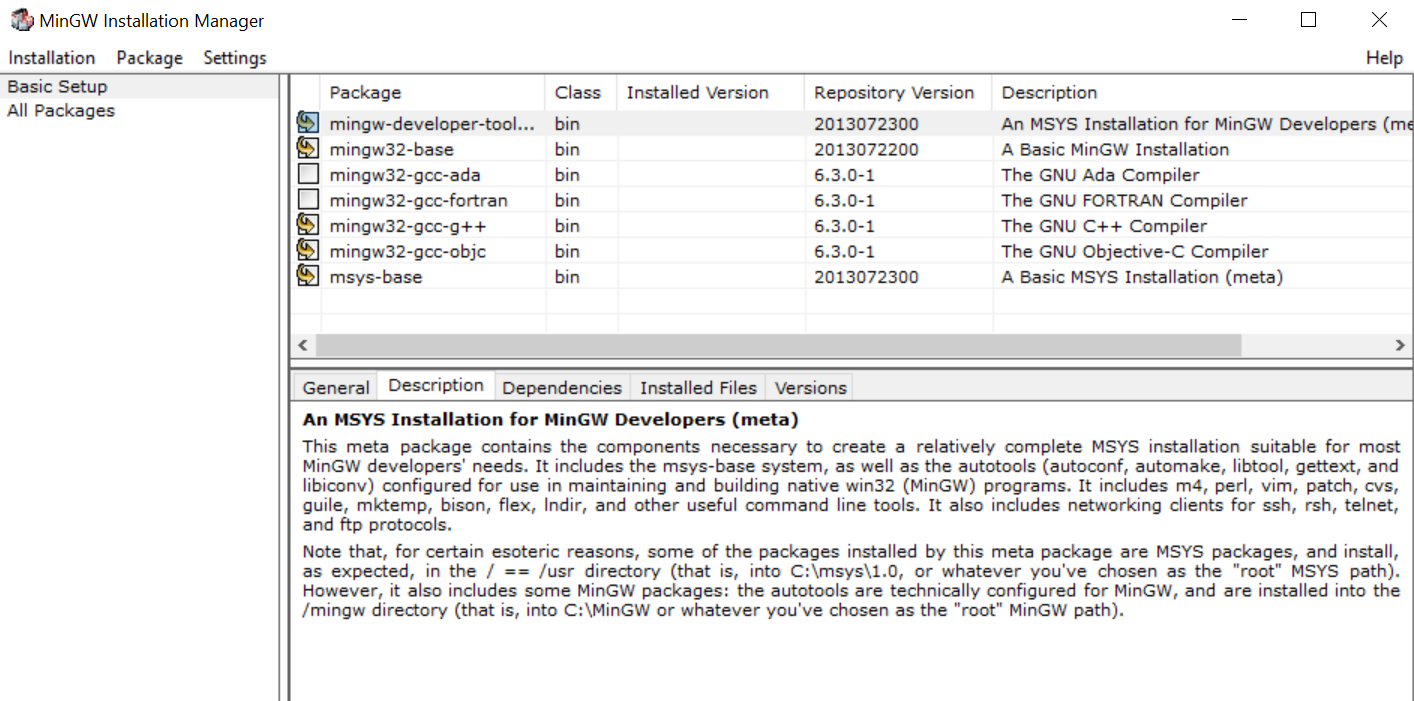 MinGW Installation Manager
Installation Package Settings Help
Basic Setup
All Packages
Package Class Installed Version Repository Version Description
mingw-developer-tool... bin 2013072300 An MSYS Installation for MinGW Developers (me
mingw32-base bin 2013072200 A Basic MinGW Installation
mingw32-gcc-ada bin 6.3.0-1 The GNU Ada Compiler
mingw32-gcc-fortran bin 6.3.0-1 The GNU FORTRAN Compiler
mingw32-gcc-g++ bin 6.3.0-1 The GNU C++ Compiler
mingw32-gcc-objc bin 6.3.0-1 The GNU Objective-C Compiler
msys-base bin 2013072300 A Basic MSYS Installation (meta)
General Description Dependencies Installed Files Versions
An MSYS Installation for MinGW Developers (meta)
This meta package contains the components necessary to create a relatively complete MSYS installation suitable for most
MinGW developers' needs. It includes the msys-base system, as well as the autotools (autoconf, automake, libtool, gettext, and
libiconv) configured for use in maintaining and building native win32 (MinGW) programs. It includes m4, perl, vim, patch, cvs,
guile, mktemp, bison, flex, lndir, and other useful command line tools. It also includes networking clients for ssh, rsh, telnet,
and ftp protocols.
Note that, for certain esoteric reasons, some of the packages installed by this meta package are MSYS packages, and install,
as expected, in the / == /usr directory (that is, into C:\msys\1.0, or whatever you've chosen as the "root" MSYS path).
However, it also includes some MinGW packages: the autotools are technically configured for MinGW, and are installed into the
/mingw directory (that is, into C:\MinGW or whatever you've chosen as the "root" MinGW path).